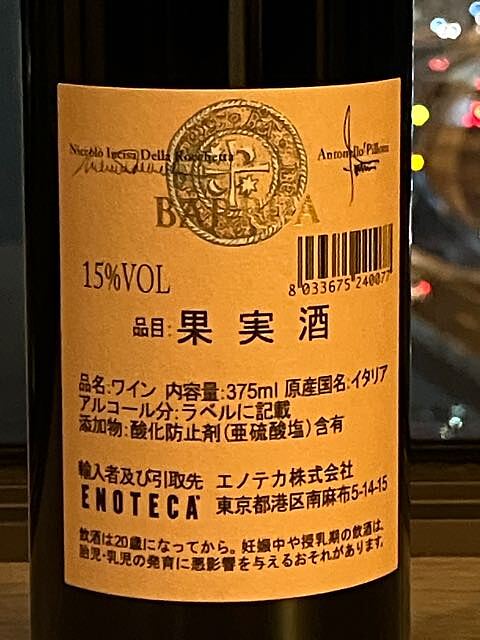 Niccolò Incisa Della Rocchetta
Antonello Pilloni
BARRUA
15%VOL
8 033675 240077
品目:果実酒
品名:ワイン 内容量:375ml 原産国名:イタリア
アルコール分:ラベルに記載
添加物:酸化防止剤(亜硫酸塩)含有
輸入者及び引取先 エノテカ株式会社
ENOTECA 東京都港区南麻布5-14-15
飲酒は20歳になってから。妊娠中や授乳期の飲酒は、
胎児・乳児の発育に悪影響を与えるおそれがあります。